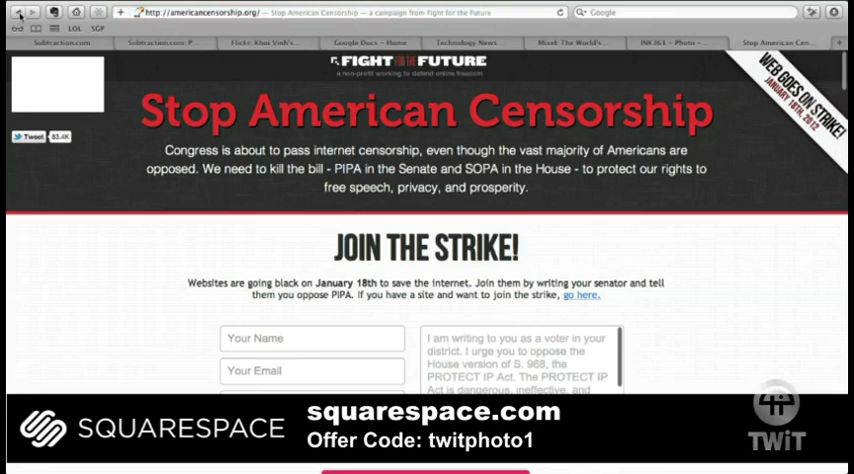 http://americancensorship.org/ — Stop American Censorship — a campaign from Fight for the Future
Google
LOL SGP
Subtraction.com
Subtraction.com: P...
Flickr: Khoi Vinh's...
Google Docs - Home
Technology News...
Mixel: The World's...
INK361 - Photo -...
Stop American Cen...
FIGHT FOR THE FUTURE
a non-profit working to defend online freedom
WEB GOES ON STRIKE!
JANUARY 18TH, 2012
Stop American Censorship
Tweet 53.4K
Congress is about to pass internet censorship, even though the vast majority of Americans are
opposed. We need to kill the bill - PIPA in the Senate and SOPA in the House - to protect our rights to
free speech, privacy, and prosperity.
JOIN THE STRIKE!
Websites are going black on January 18th to save the internet. Join them by writing your senator and tell
them you oppose PIPA. If you have a site and want to join the strike, go here.
Your Name
Your Email
I am writing to you as a voter in your
district. I urge you to oppose the
House version of S. 968, the
PROTECT IP Act. The PROTECT IP
Act is dangerous, ineffective, and
SQUARESPACE
squarespace.com
Offer Code: twitphoto1
TWiT